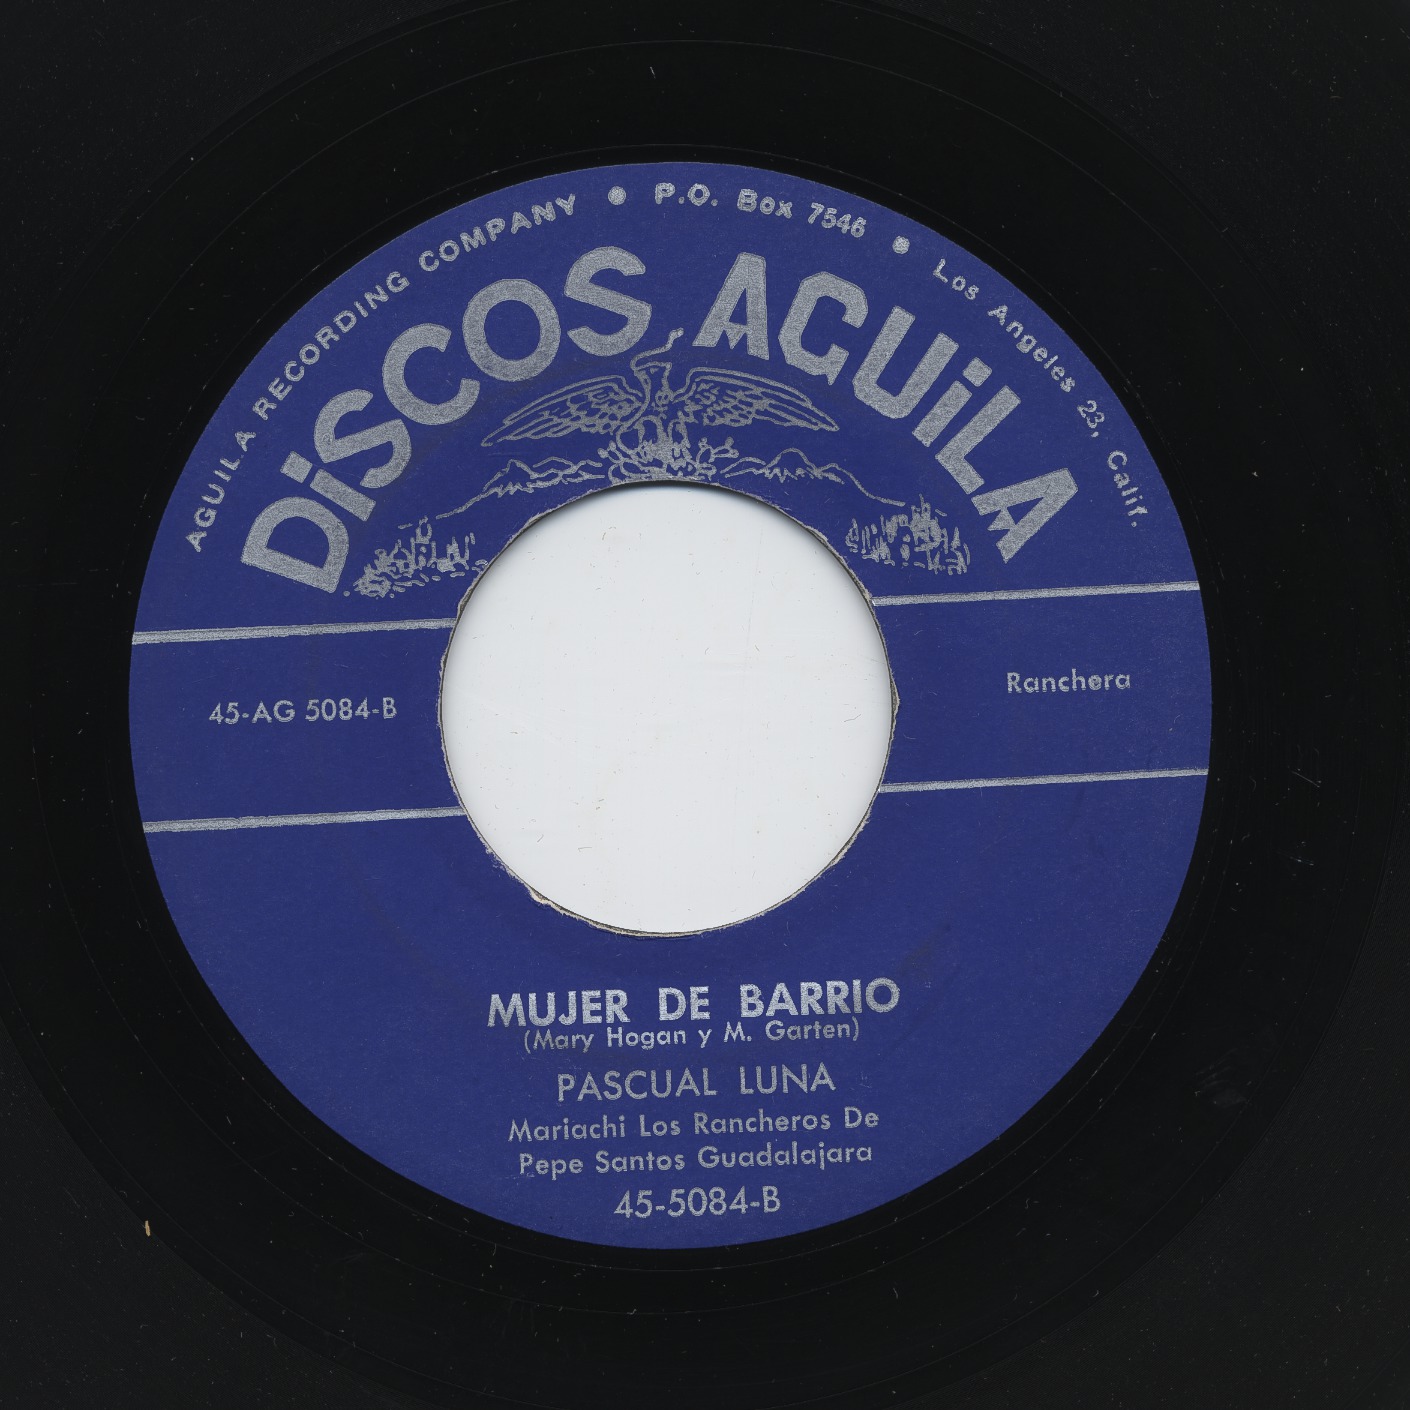 AGUILA RECORDING COMPANY • P.O. Box 7546 • Los Angeles 23, Calif.
DiSCOS AGUiLA
45-AG 5084-B
Ranchera
MUJER DE BARRIO
(Mary Hogan y M. Garten)
PASCUAL LUNA
Mariachi Los Rancheros De
Pepe Santos Guadalajara
45-5084-B